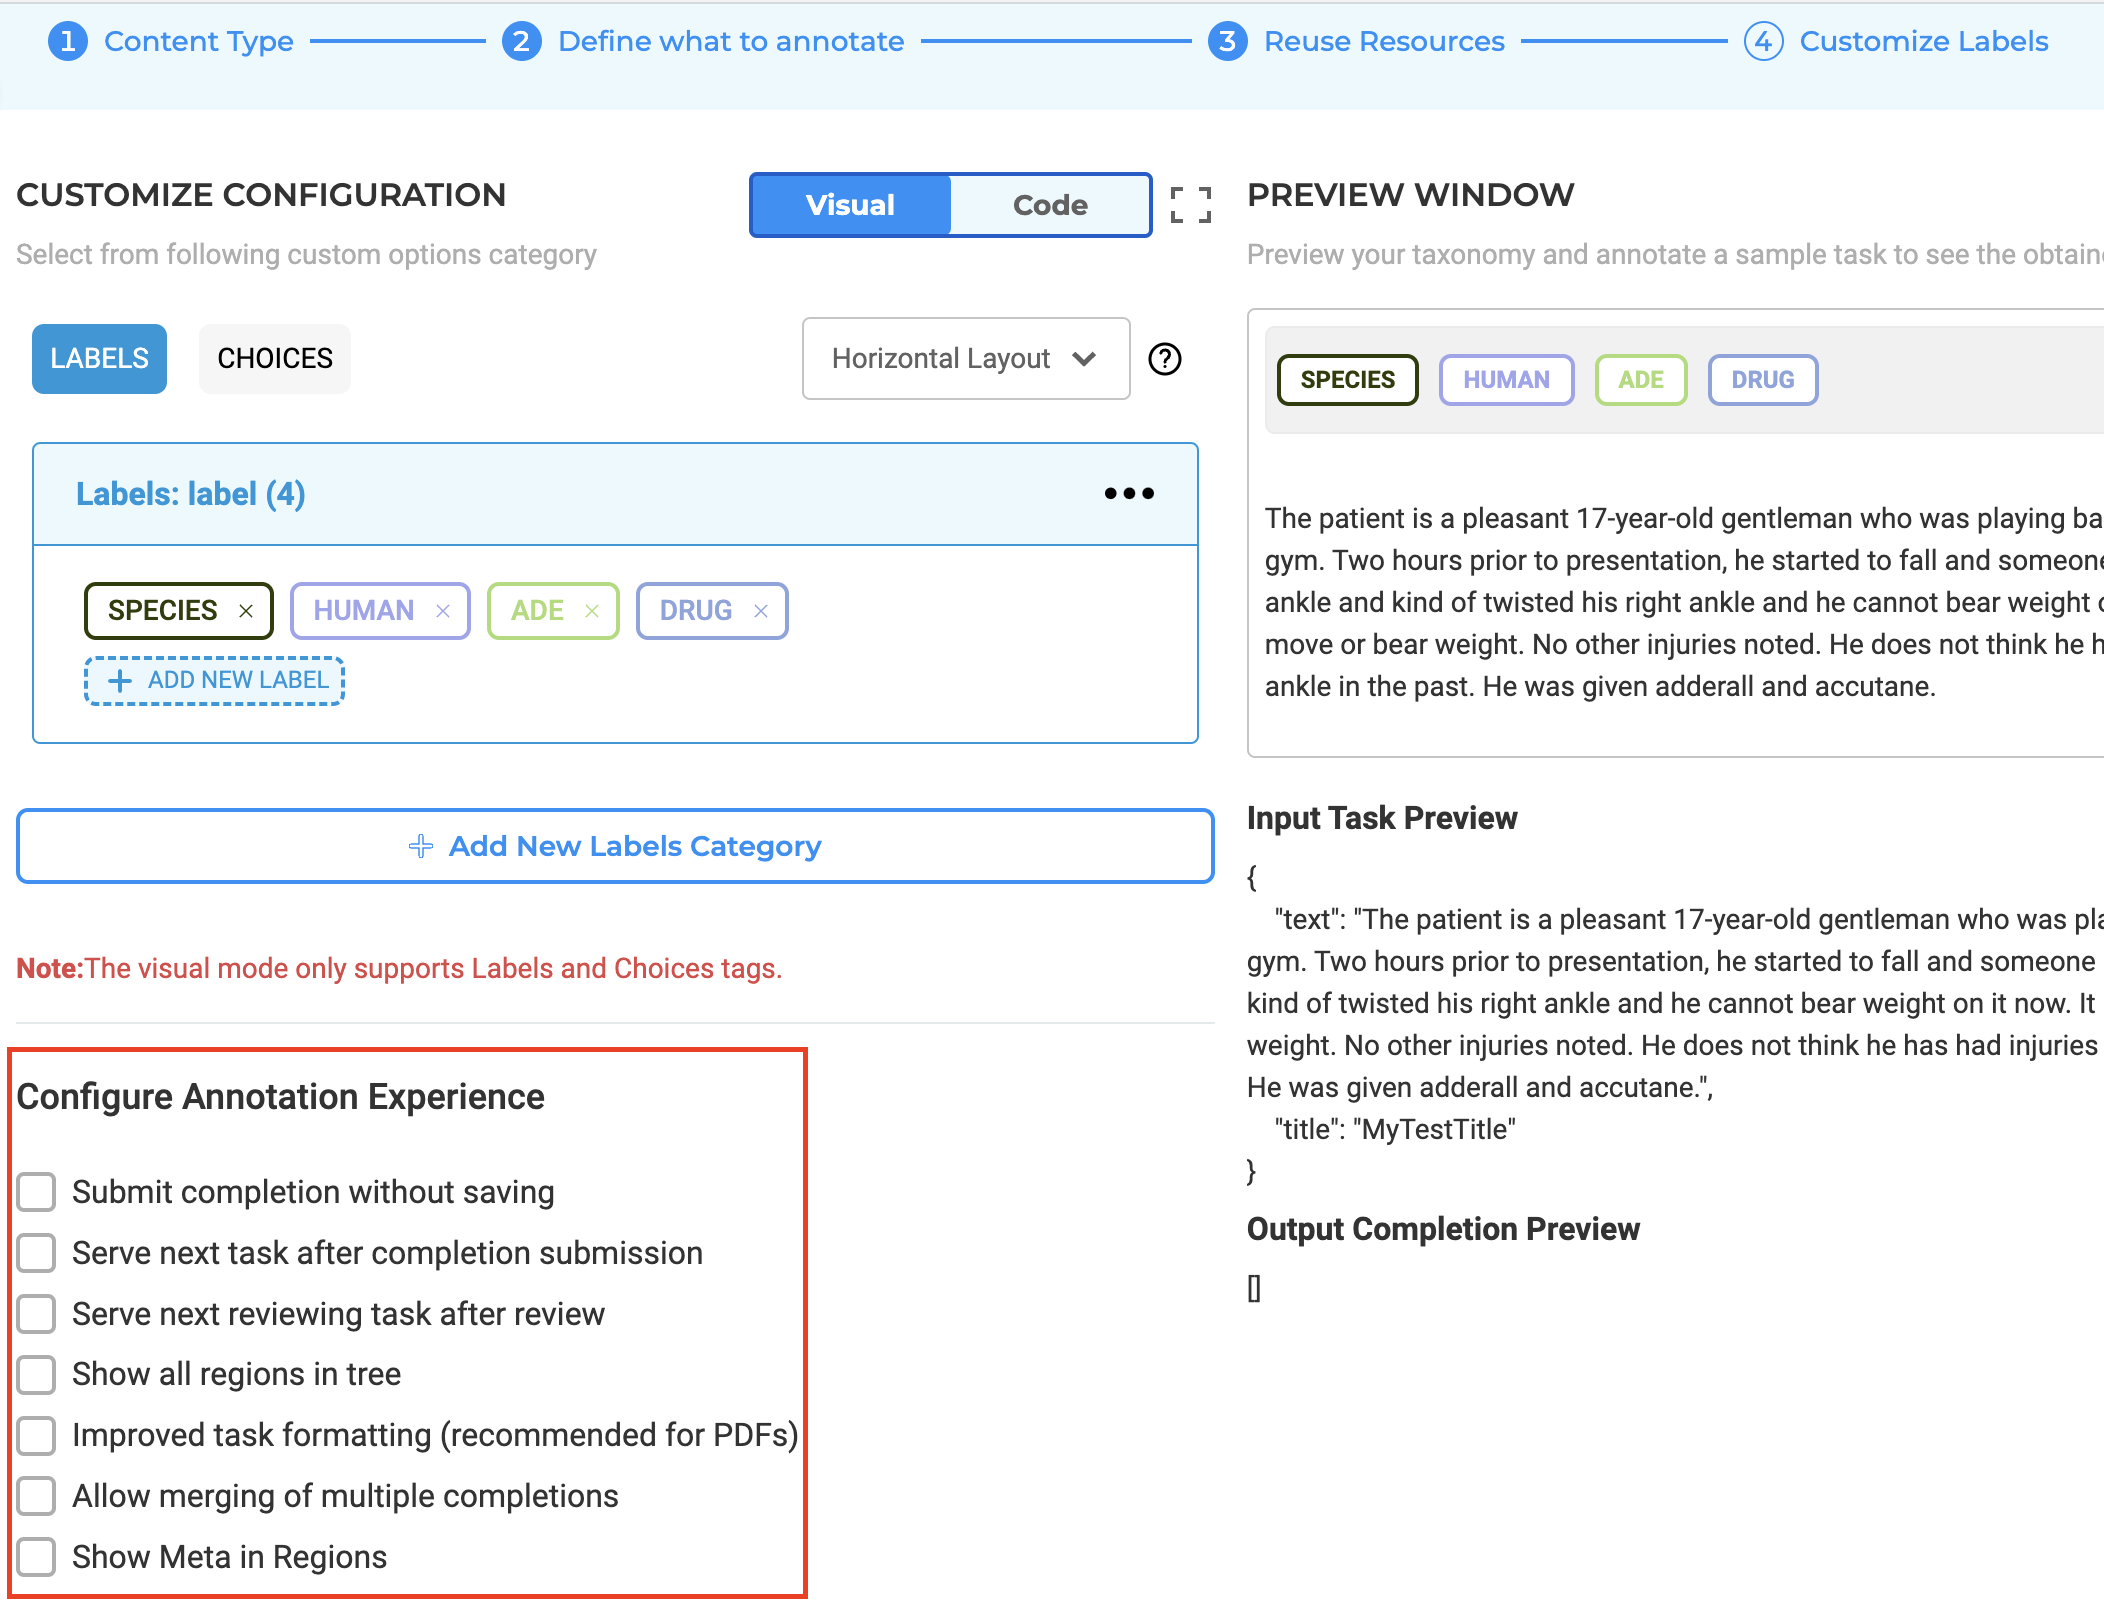 1 Content Type 2 Define what to annotate 3 Reuse Resources 4 Customize Labels
CUSTOMIZE CONFIGURATION
Visual Code
Select from following custom options category
LABELS CHOICES
Horizontal Layout ?
Labels: label (4)
SPECIES × HUMAN × ADE × DRUG ×
+ ADD NEW LABEL
Add New Labels Category
Note:The visual mode only supports Labels and Choices tags.
Configure Annotation Experience
Submit completion without saving
Serve next task after completion submission
Serve next reviewing task after review
Show all regions in tree
Improved task formatting (recommended for PDFs)
Allow merging of multiple completions
Show Meta in Regions
PREVIEW WINDOW
Preview your taxonomy and annotate a sample task to see the
SPECIES HUMAN ADE DRUG
The patient is a pleasant 17-year-old gentleman who was playing
gym. Two hours prior to presentation, he started to fall and someone
ankle and kind of twisted his right ankle and he cannot bear weight
move or bear weight. No other injuries noted. He does not think he
ankle in the past. He was given adderall and accutane.
Input Task Preview
{
"text": "The patient is a pleasant 17-year-old gentleman who was
gym. Two hours prior to presentation, he started to fall and someone
kind of twisted his right ankle and he cannot bear weight on it now. It
weight. No other injuries noted. He does not think he has had injuries
He was given adderall and accutane.",
"title": "MyTestTitle"
}
Output Completion Preview
[]